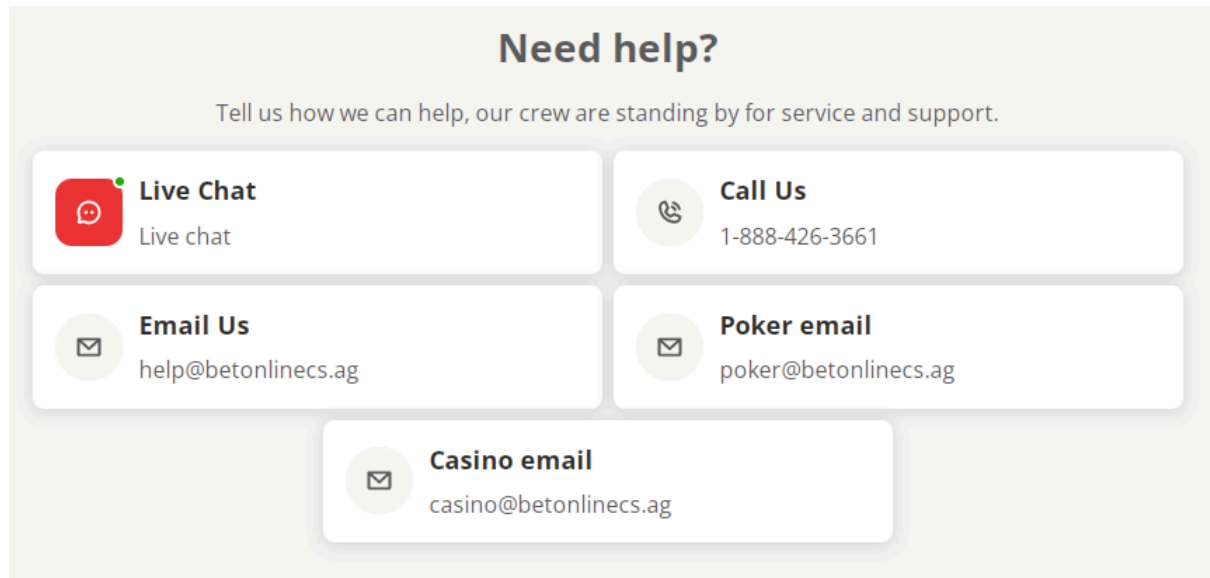 Need help?
Tell us how we can help, our crew are standing by for service and support.
Live Chat
Live chat
Call Us
1-888-426-3661
Email Us
help@betonlinecs.ag
Poker email
poker@betonlinecs.ag
Casino email
casino@betonlinecs.ag